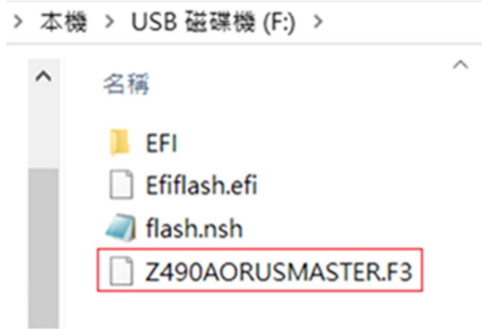 > 本機 > USB 磁碟機 (F:) >
名稱
EFI
Efiflash.efi
flash.nsh
Z490AORUSMASTER.F3